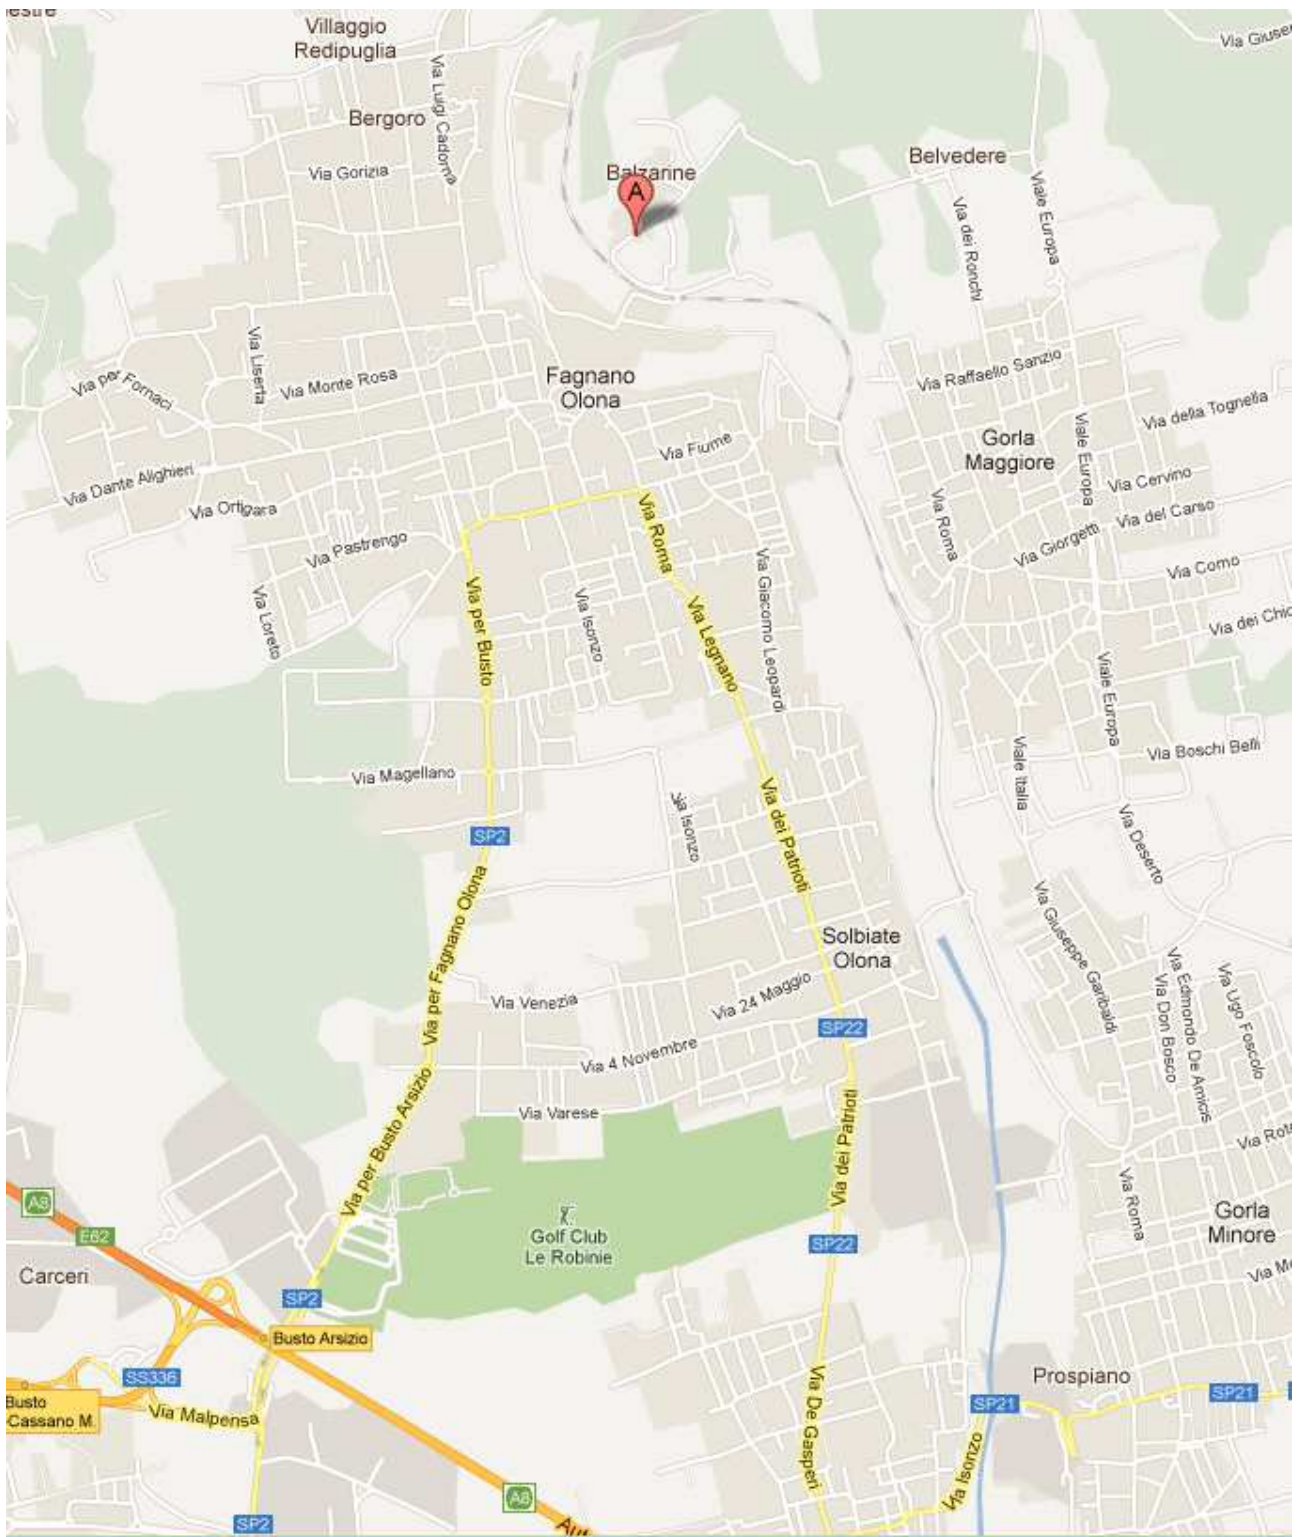 Villaggio
Redipuglia
Via Luigi Cadorna
Bergoro
Via Gorizia
Balzarine
A
Belvedere
Viale Europa
Via dei Ronchi
Via Liserta
Via per Fornaci
Via Monte Rosa
Fagnano
Olona
Via Raffaello Sanzio
Via della Tognella
Viale Europa
Gorla
Maggiore
Via Fiume
Via Dante Alighieri
Via Cervino
Via Roma
Via del Carso
Via Pastrengo
Via Roma
Via Giorgetti
Via Como
Via Loreto
Via per Busto
Via Isonzo
Via Legnano
Via Giacomo Leopardi
Viale Europa
Via Boschi Belli
Viale Italia
Via Magellano
Via Isonzo
Via dei Patrioti
SP2
Via Deserto
Via per Fagnano Olona
Solbiate
Olona
Via Giuseppe Garibaldi
Via Edmondo De Amicis
Via Don Bosco
Via Ugo Foscolo
Via Venezia
Via 24 Maggio
SP22
Via 4 Novembre
Via Varese
Via per Busto Arsizio
Via dei Patrioti
Via Roma
A8
E62
Golf Club
Le Robinie
SP22
Gorla
Minore
Carceri
SP2
Busto Arsizio
SS336
Busto
Cassano M.
Via Malpensa
Via De Gasperi
Prospiano
SP21
SP21
Via Isonzo
A8
SP2